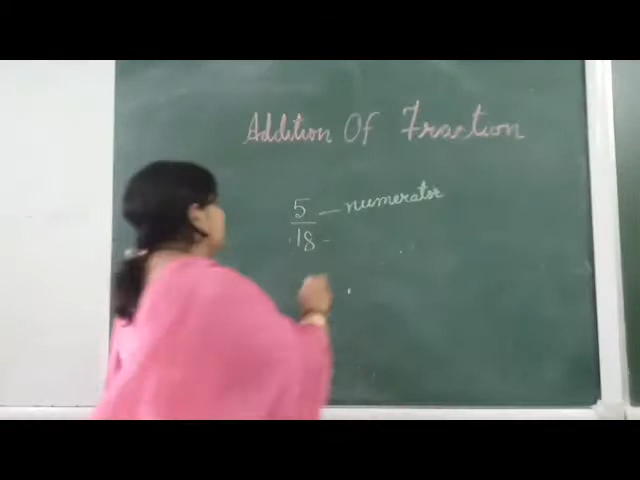 Addition Of Fraction
5 — numerator
18 -